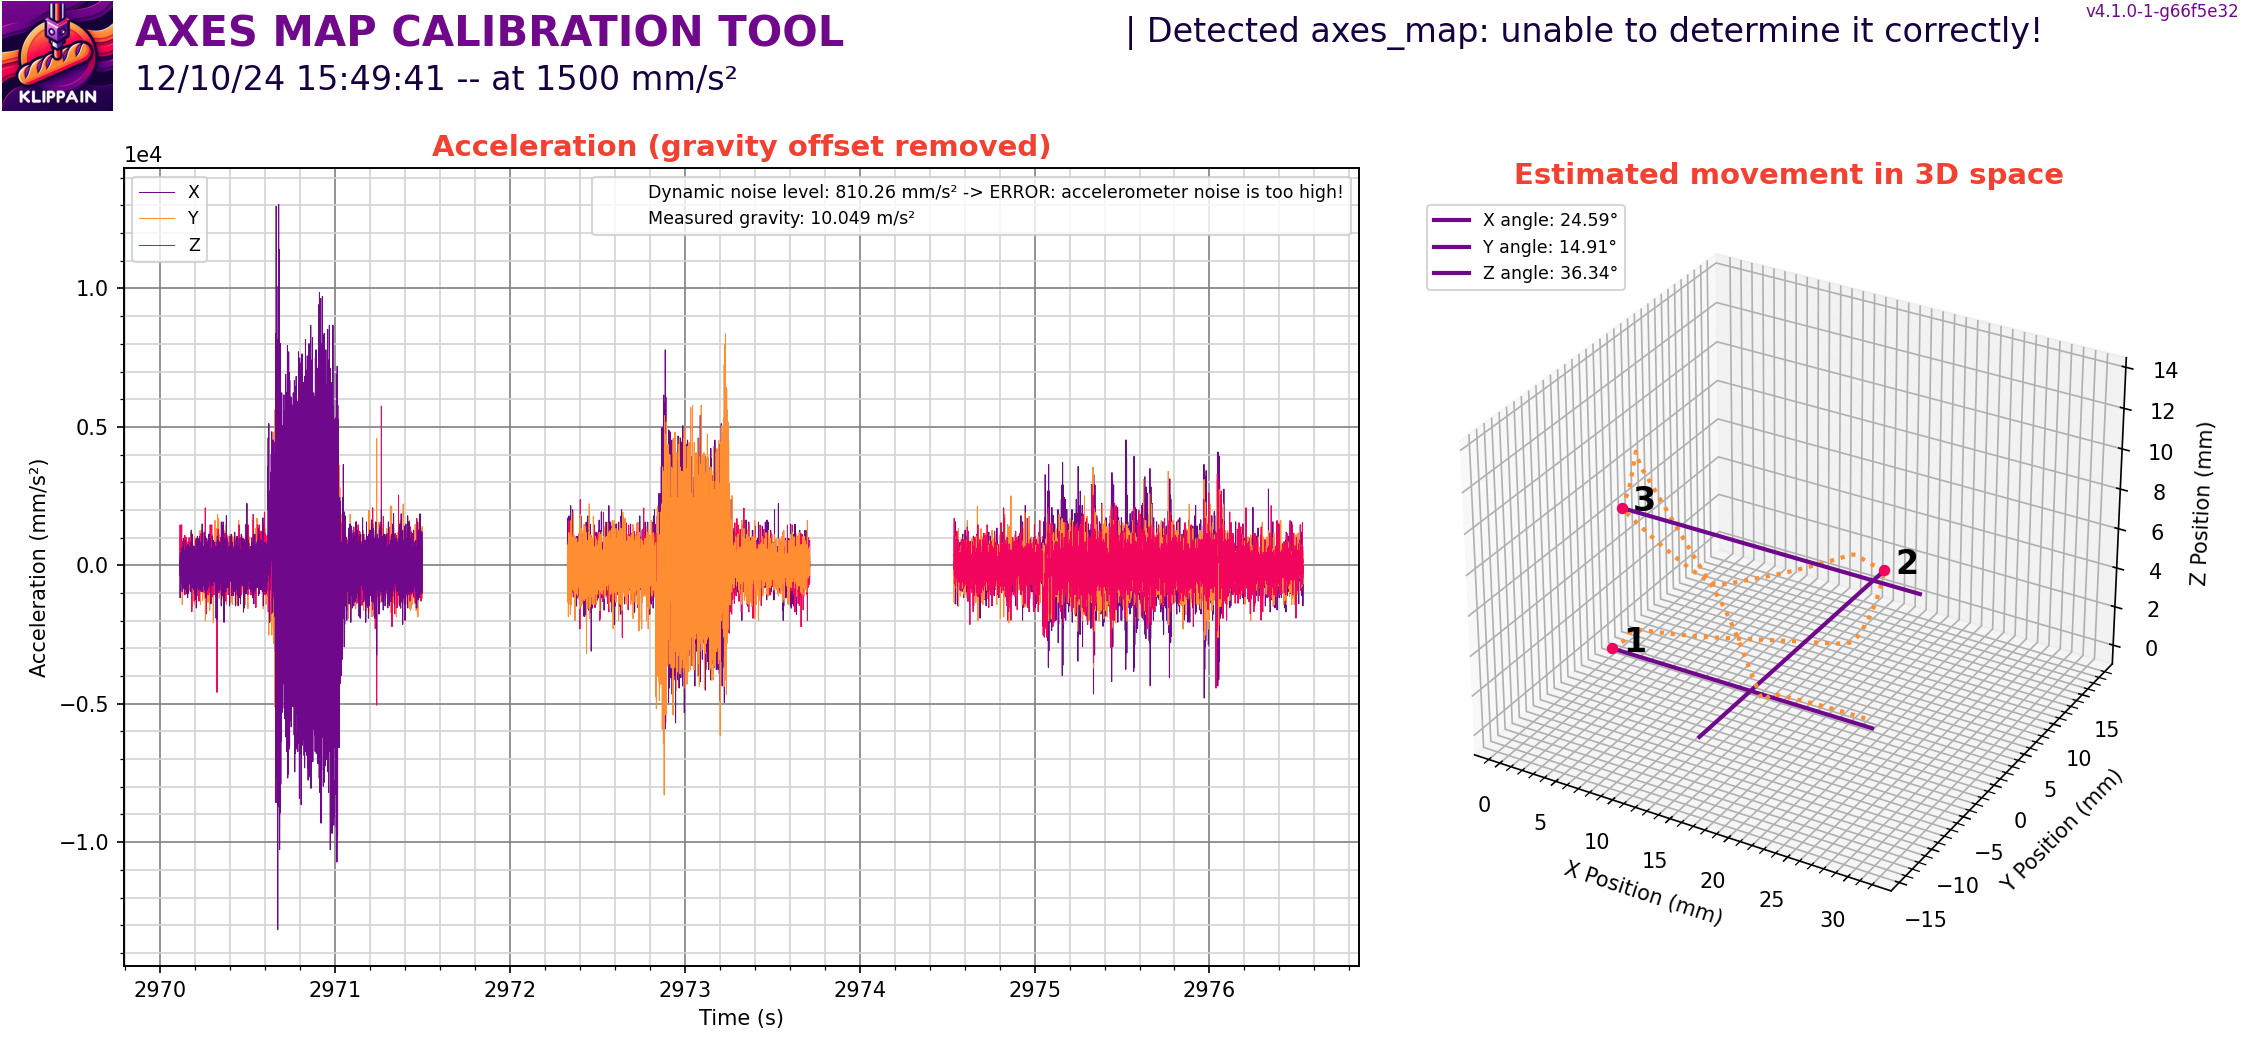 AXES MAP CALIBRATION TOOL
| Detected axes_map: unable to determine it correctly!
v4.1.0-1-g66f5e32
KLIPPAIN
12/10/24 15:49:41 -- at 1500 mm/s²
Acceleration (gravity offset removed)
1e4
X
Y
Z
Dynamic noise level: 810.26 mm/s² -> ERROR: accelerometer noise is too high!
Measured gravity: 10.049 m/s²
1.0
0.5
0.0
−0.5
−1.0
Acceleration (mm/s²)
2970
2971
2972
2973
2974
2975
2976
Time (s)
Estimated movement in 3D space
X angle: 24.59°
Y angle: 14.91°
Z angle: 36.34°
3
2
1
14
12
10
8
6
4
2
0
Z Position (mm)
15
10
5
0
−5
−10
−15
Y Position (mm)
0
5
10
15
20
25
30
X Position (mm)